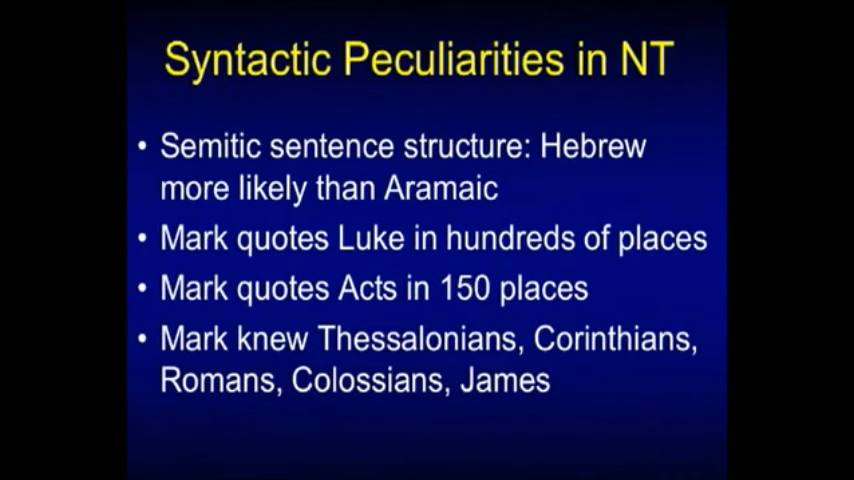 Syntactic Peculiarities in NT
• Semitic sentence structure: Hebrew
more likely than Aramaic
• Mark quotes Luke in hundreds of places
• Mark quotes Acts in 150 places
• Mark knew Thessalonians, Corinthians,
Romans, Colossians, James